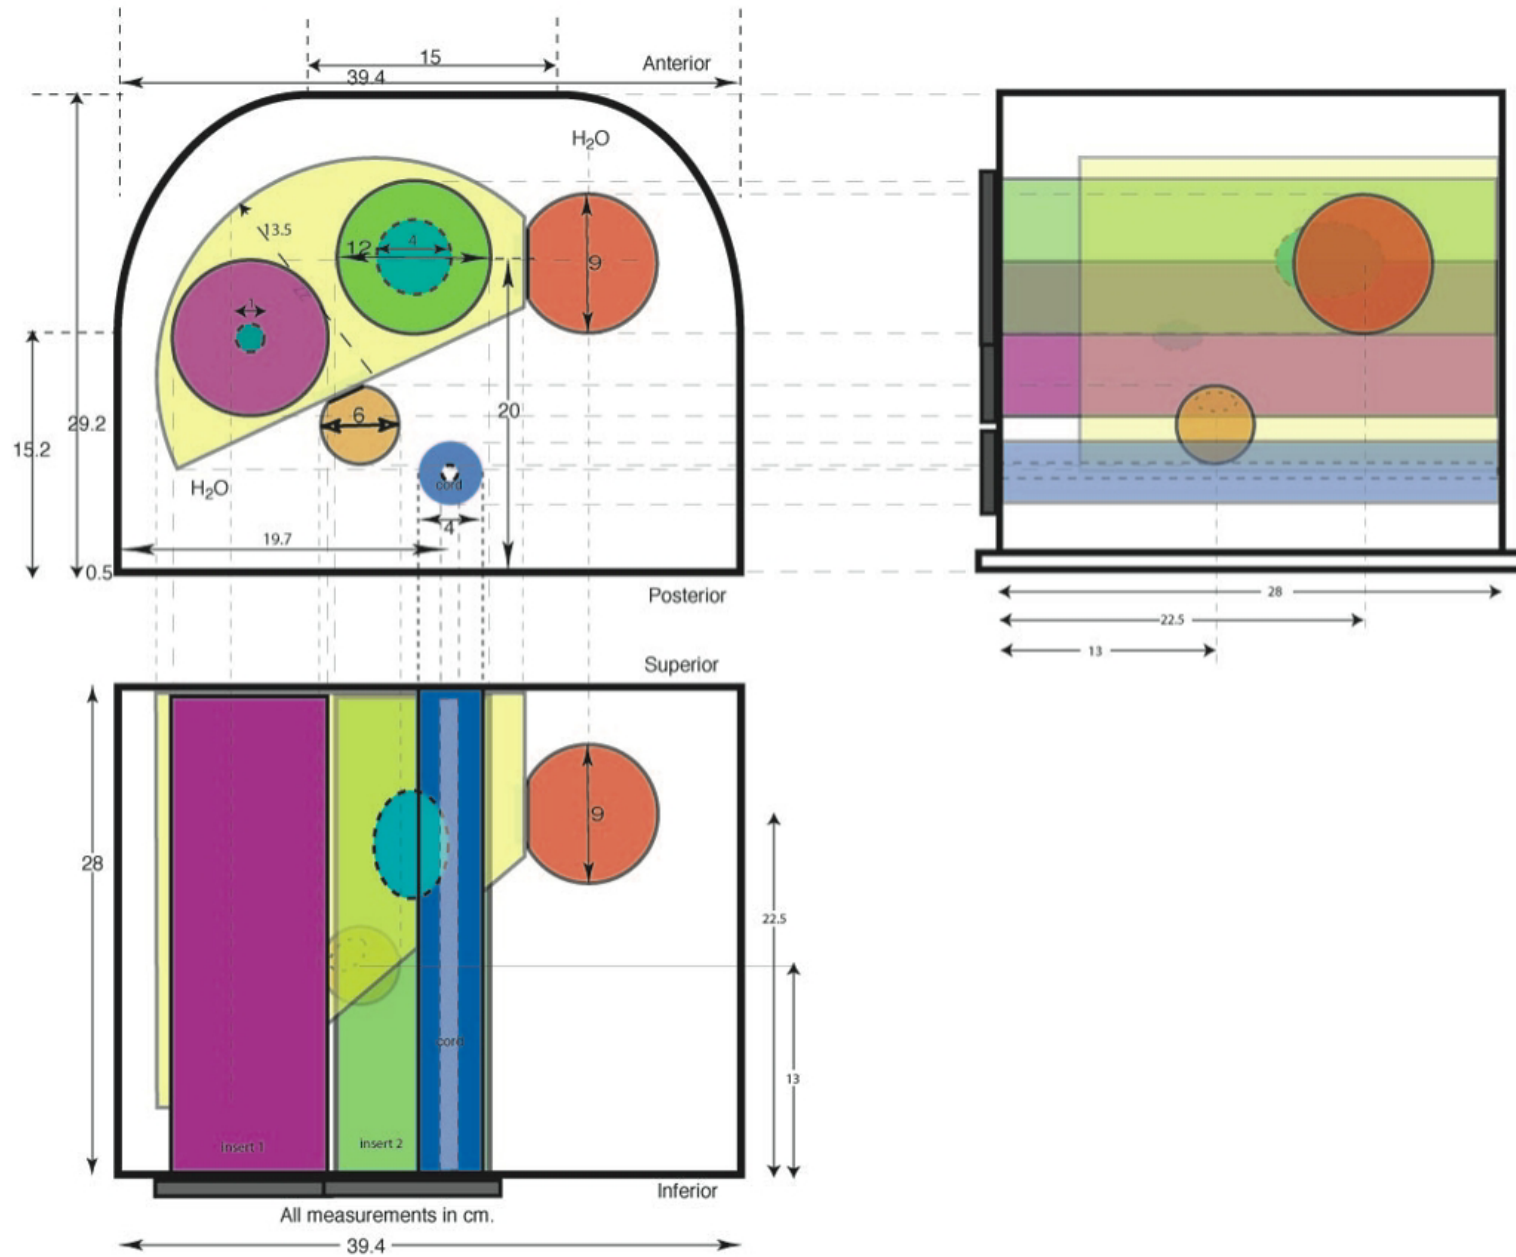 15
Anterior
39.4
H₂O
13.5
12
4
9
1
29.2
15.2
6
20
cord
H₂O
4
19.7
0.5
Posterior
28
22.5
13
Superior
9
28
22.5
cord
13
insert 1
insert 2
Inferior
All measurements in cm.
39.4